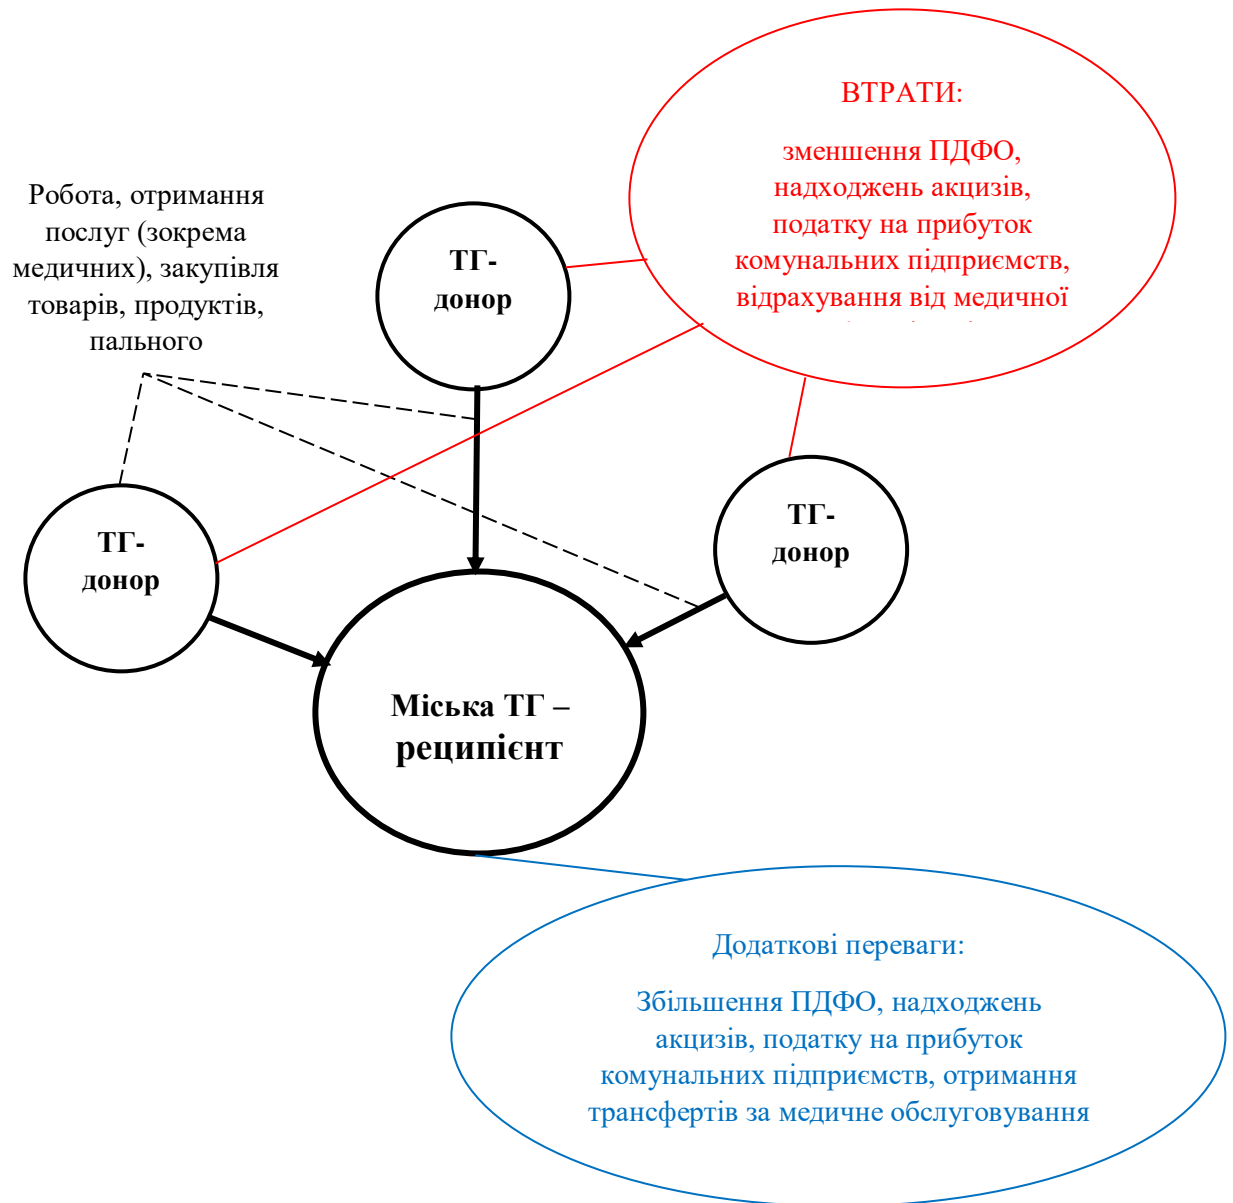 ВТРАТИ:
зменшення ПДФО,
надходжень акцизів,
податку на прибуток
комунальних підприємств,
відрахування від медичної
Робота, отримання
послуг (зокрема
медичних), закупівля
товарів, продуктів,
пального
ТГ-
донор
ТГ-
донор
ТГ-
донор
Міська ТГ –
реципієнт
Додаткові переваги:
Збільшення ПДФО, надходжень
акцизів, податку на прибуток
комунальних підприємств, отримання
трансфертів за медичне обслуговування